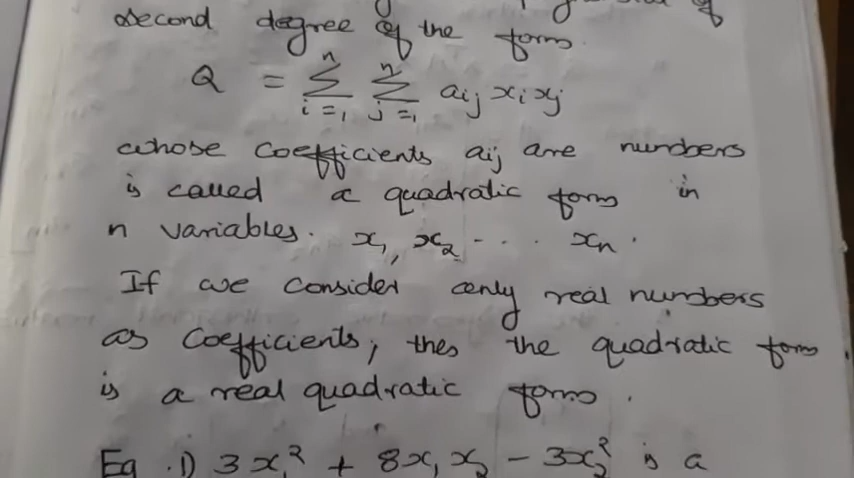 of
second degree of the form
Q = n∑i=1 n∑j=1 aij xi xj
whose coefficients aij are numbers
is called a quadratic form in
n variables. x1, x2 - - . . xn.
If we consider only real numbers
as coefficients, then the quadratic form
is a real quadratic form.
Eg .1) 3x1² + 8x1x2 - 3x2² is a